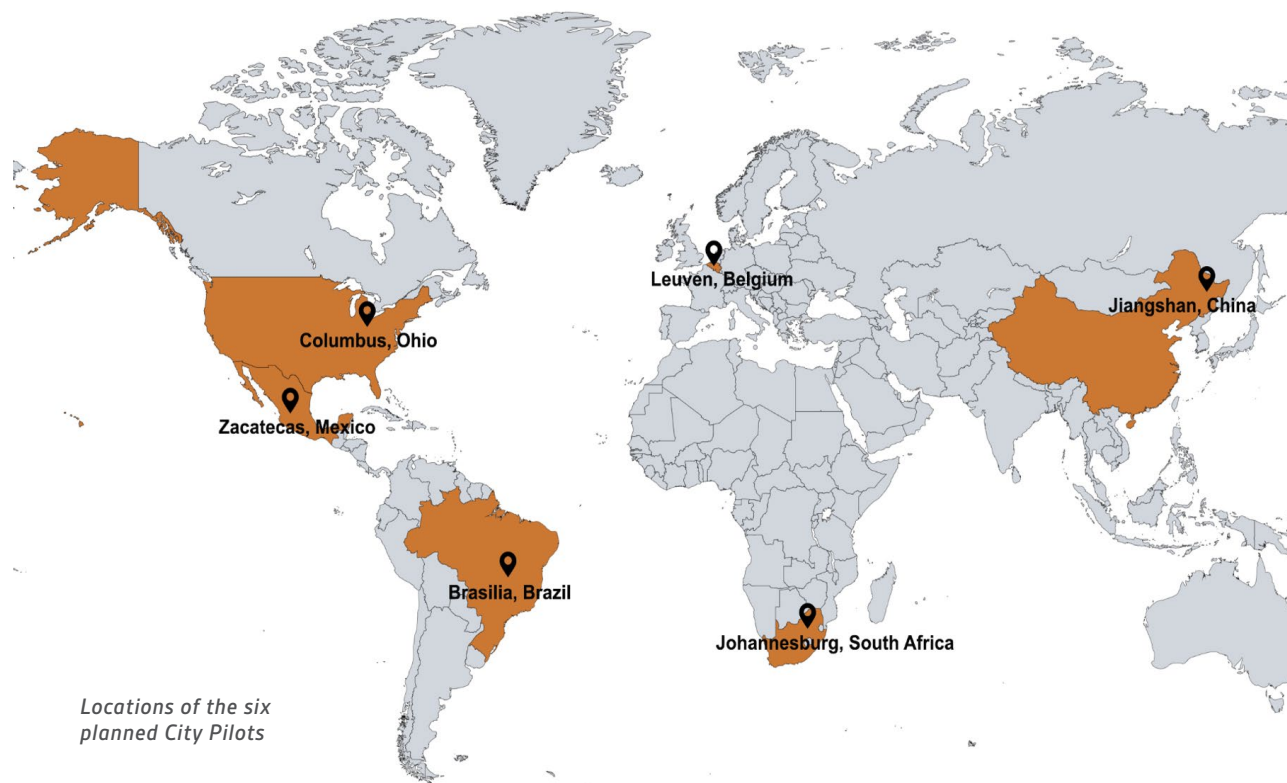 Leuven, Belgium
Jiangshan, China
Columbus, Ohio
Zacatecas, Mexico
Brasilia, Brazil
Johannesburg, South Africa
Locations of the six
planned City Pilots